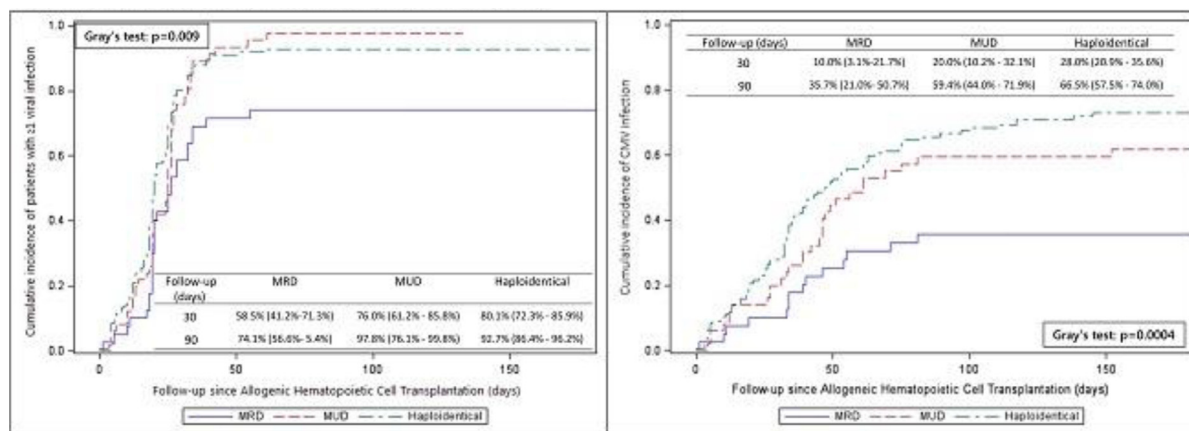 Gray's test: p=0.009
Cumulative incidence of patients with ≥1 viral infection
1.0
0.8
0.6
0.4
0.2
0.0
Follow-up (days) MRD MUD Haploidentical
30 58.5% (41.2%-71.3%) 76.0% (61.2% - 85.8%) 80.1% (72.3% - 85.9%)
90 74.1% (56.6%- 5.4%) 97.8% (76.1% - 99.8%) 92.7% (86.4% - 96.2%)
0 50 100 150
Follow-up since Allogenic Hematopoietic Cell Transplantation (days)
MRD MUD Haploidentical
Cumulative incidence of CMV infection
1.0
0.8
0.6
0.4
0.2
0.0
Follow-up (days) MRD MUD Haploidentical
30 10.0% (3.1%-21.7%) 20.0% (10.2% - 32.1%) 28.0% (20.9% - 35.6%)
90 35.7% (21.0%- 50.7%) 59.4% (44.0% - 71.9%) 66.5% (57.5% - 74.0%)
Gray's test: p=0.0004
0 50 100 150
Follow-up since Allogeneic Hematopoietic Cell Transplantation (days)
MRD MUD Haploidentical